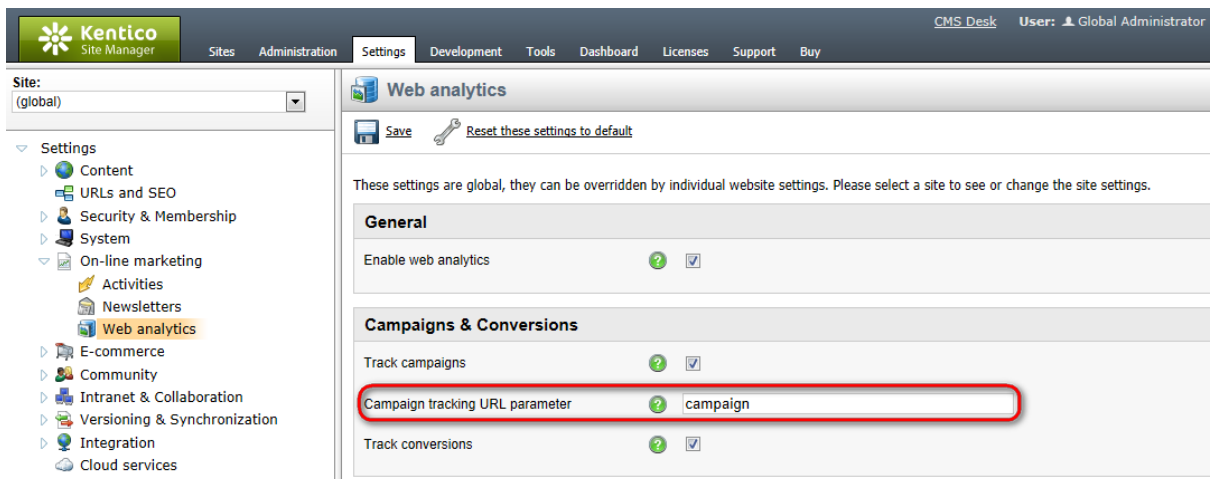 CMS Desk User: Global Administrator
Kentico
Site Manager
Sites Administration Settings Development Tools Dashboard Licenses Support Buy
Site:
(global)
Settings
Content
URLs and SEO
Security & Membership
System
On-line marketing
Activities
Newsletters
Web analytics
E-commerce
Community
Intranet & Collaboration
Versioning & Synchronization
Integration
Cloud services
Web analytics
Save Reset these settings to default
These settings are global, they can be overridden by individual website settings. Please select a site to see or change the site settings.
General
Enable web analytics ?
Campaigns & Conversions
Track campaigns ?
Campaign tracking URL parameter ? campaign
Track conversions ?